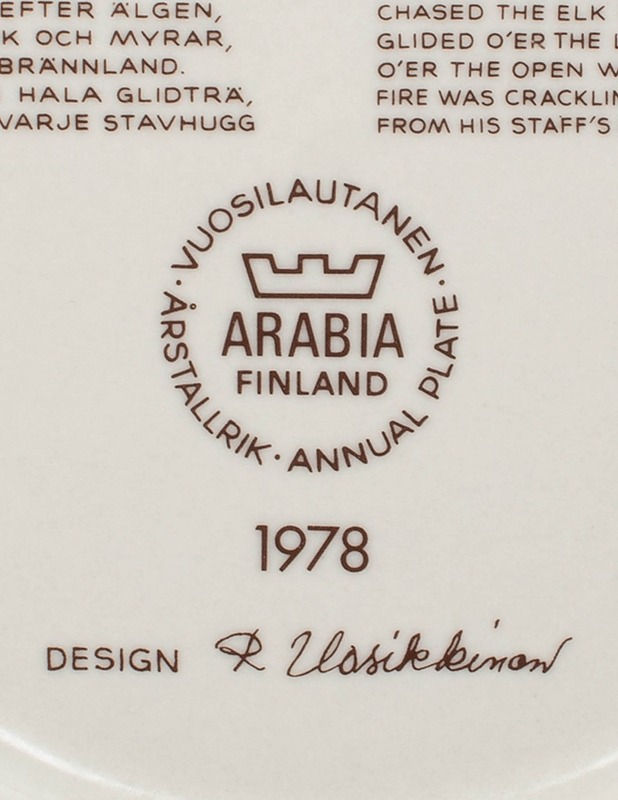 EFTER ÄLGEN,
K OCH MYRAR,
BRÄNNLAND.
HALA GLIDTRÄ,
VARJE STAVHUGG
CHASED THE ELK
GLIDED O'ER THE L
O'ER THE OPEN W
FIRE WAS CRACKLIN
FROM HIS STAFF'S
· VUOSILAUTANEN · ANNUAL PLATE · ÅRSTALLRIK
ARABIA
FINLAND
1978
DESIGN R Uosikkinen